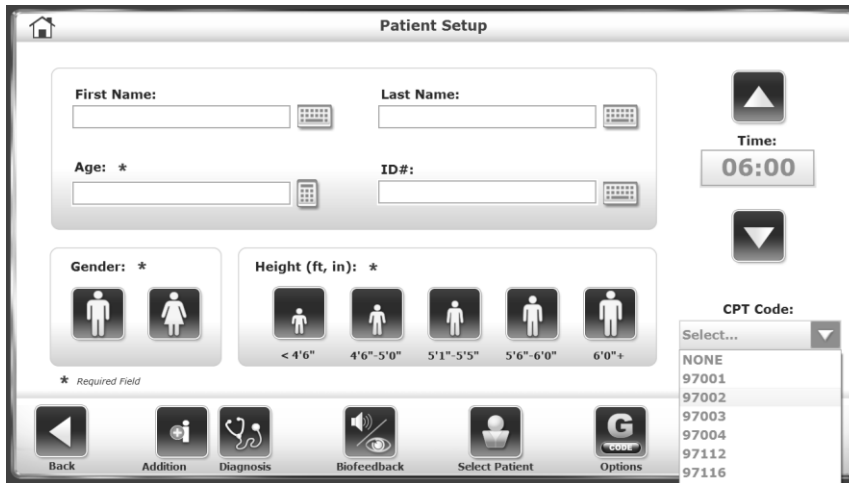 Patient Setup
First Name:
Last Name:
Age: *
ID#:
Time:
06:00
Gender: *
Height (ft, in): *
< 4'6"
4'6"-5'0"
5'1"-5'5"
5'6"-6'0"
6'0"+
* Required Field
CPT Code:
Select...
NONE
97001
97002
97003
97004
97112
97116
Back
Addition
Diagnosis
Biofeedback
Select Patient
G
CODE
Options